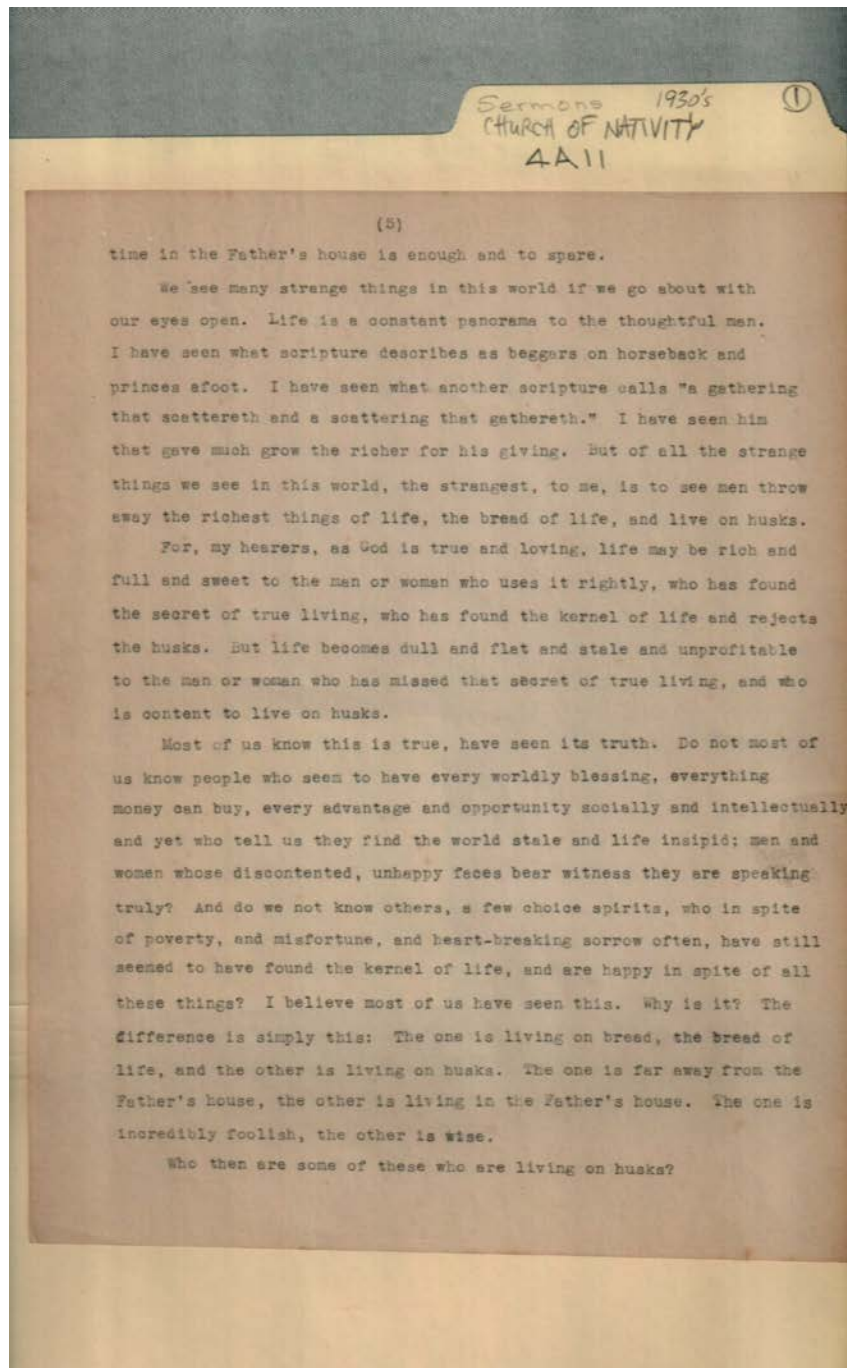 Sermons 1930's ①
CHURCH OF NATIVITY
4A11
(5)
time in the Father's house is enough and to spare.
We see many strange things in this world if we go about with
our eyes open. Life is a constant panorama to the thoughtful man.
I have seen what scripture describes as beggars on horseback and
princes afoot. I have seen what another scripture calls "a gathering
that scattereth and a scattering that gathereth." I have seen him
that gave much grow the richer for his giving. But of all the strange
things we see in this world, the strangest, to me, is to see men throw
away the richest things of life, the bread of life, and live on husks.
For, my hearers, as God is true and loving, life may be rich and
full and sweet to the man or woman who uses it rightly, who has found
the secret of true living, who has found the kernel of life and rejects
the husks. But life becomes dull and flat and stale and unprofitable
to the man or woman who has missed that secret of true living, and who
is content to live on husks.
Most of us know this is true, have seen its truth. Do not most of
us know people who seem to have every worldly blessing, everything
money can buy, every advantage and opportunity socially and intellectually
and yet who tell us they find the world stale and life insipid; men and
women whose discontented, unhappy faces bear witness they are speaking
truly? And do we not know others, a few choice spirits, who in spite
of poverty, and misfortune, and heart-breaking sorrow often, have still
seemed to have found the kernel of life, and are happy in spite of all
these things? I believe most of us have seen this. Why is it? The
difference is simply this: The one is living on bread, the bread of
life, and the other is living on husks. The one is far away from the
Father's house, the other is living in the Father's house. The one is
incredibly foolish, the other is wise.
Who then are some of these who are living on husks?